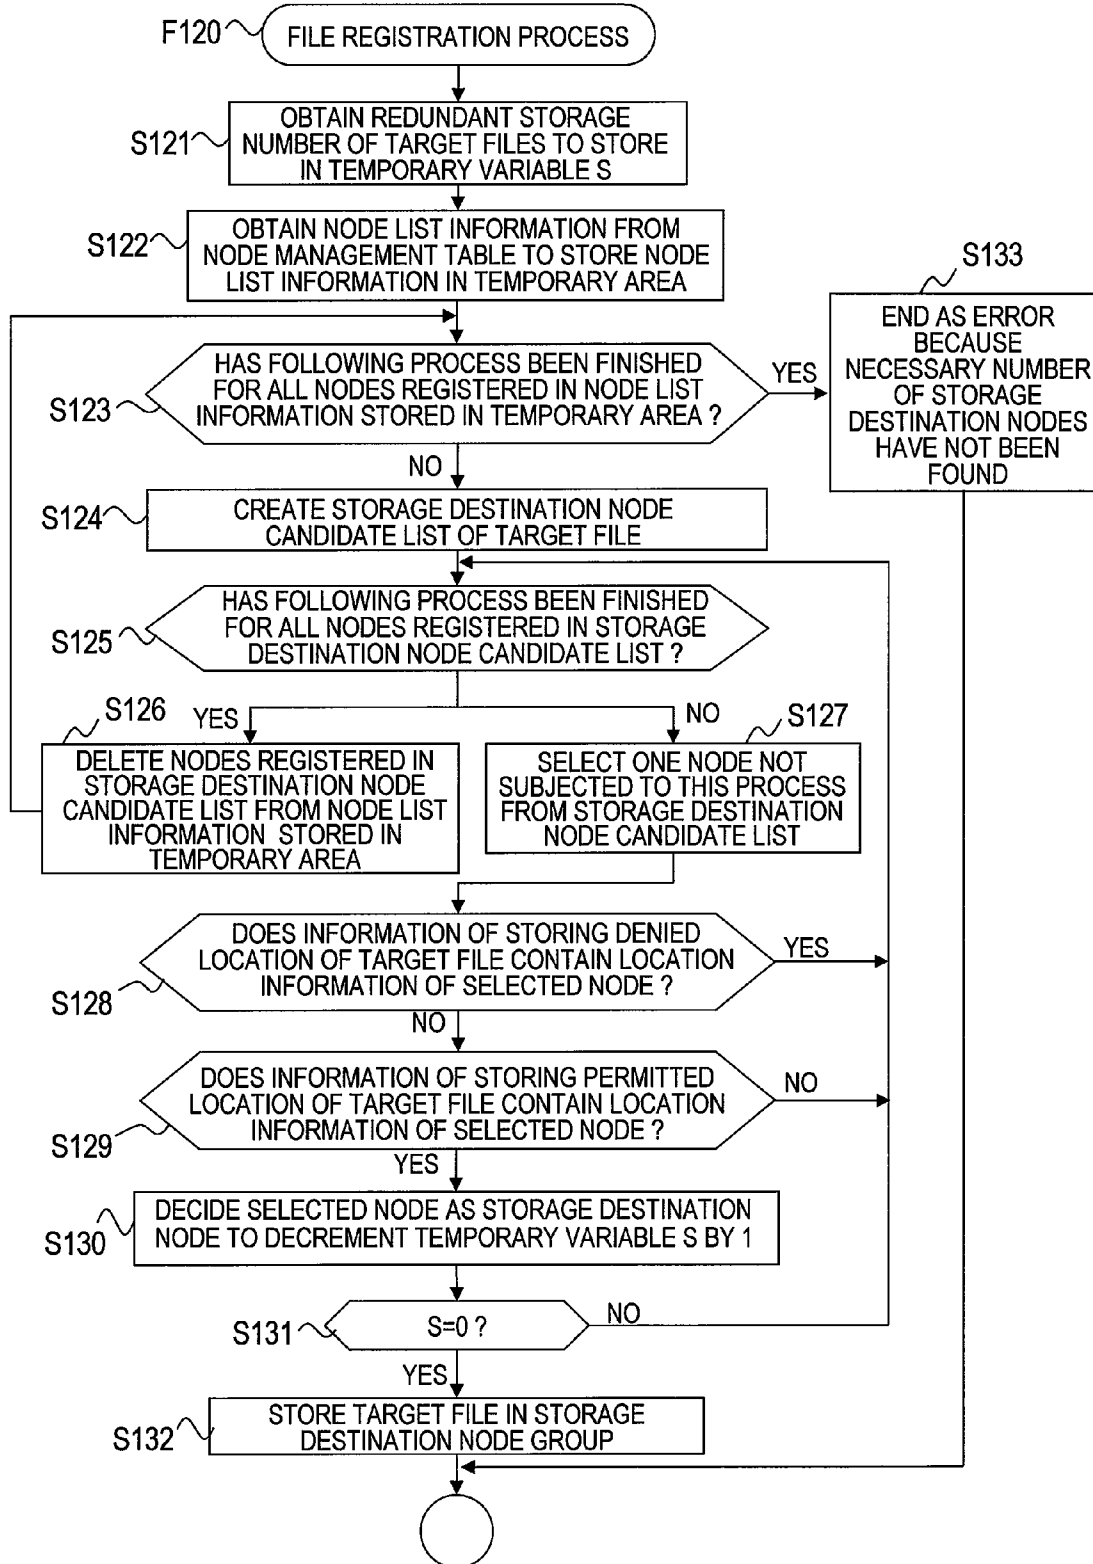 F120
FILE REGISTRATION PROCESS
S121
OBTAIN REDUNDANT STORAGE
NUMBER OF TARGET FILES TO STORE
IN TEMPORARY VARIABLE S
S122
OBTAIN NODE LIST INFORMATION FROM
NODE MANAGEMENT TABLE TO STORE NODE
LIST INFORMATION IN TEMPORARY AREA
S133
END AS ERROR
BECAUSE
NECESSARY NUMBER
OF STORAGE
DESTINATION NODES
HAVE NOT BEEN
FOUND
S123
HAS FOLLOWING PROCESS BEEN FINISHED
FOR ALL NODES REGISTERED IN NODE LIST
INFORMATION STORED IN TEMPORARY AREA ?
YES
NO
S124
CREATE STORAGE DESTINATION NODE
CANDIDATE LIST OF TARGET FILE
S125
HAS FOLLOWING PROCESS BEEN FINISHED
FOR ALL NODES REGISTERED IN STORAGE
DESTINATION NODE CANDIDATE LIST ?
S126
YES
NO
S127
DELETE NODES REGISTERED IN
STORAGE DESTINATION NODE
CANDIDATE LIST FROM NODE LIST
INFORMATION STORED IN
TEMPORARY AREA
SELECT ONE NODE NOT
SUBJECTED TO THIS PROCESS
FROM STORAGE DESTINATION
NODE CANDIDATE LIST
S128
DOES INFORMATION OF STORING DENIED
LOCATION OF TARGET FILE CONTAIN LOCATION
INFORMATION OF SELECTED NODE ?
YES
NO
S129
DOES INFORMATION OF STORING PERMITTED
LOCATION OF TARGET FILE CONTAIN LOCATION
INFORMATION OF SELECTED NODE ?
NO
YES
S130
DECIDE SELECTED NODE AS STORAGE DESTINATION
NODE TO DECREMENT TEMPORARY VARIABLE S BY 1
S131
S=0 ?
NO
YES
S132
STORE TARGET FILE IN STORAGE
DESTINATION NODE GROUP